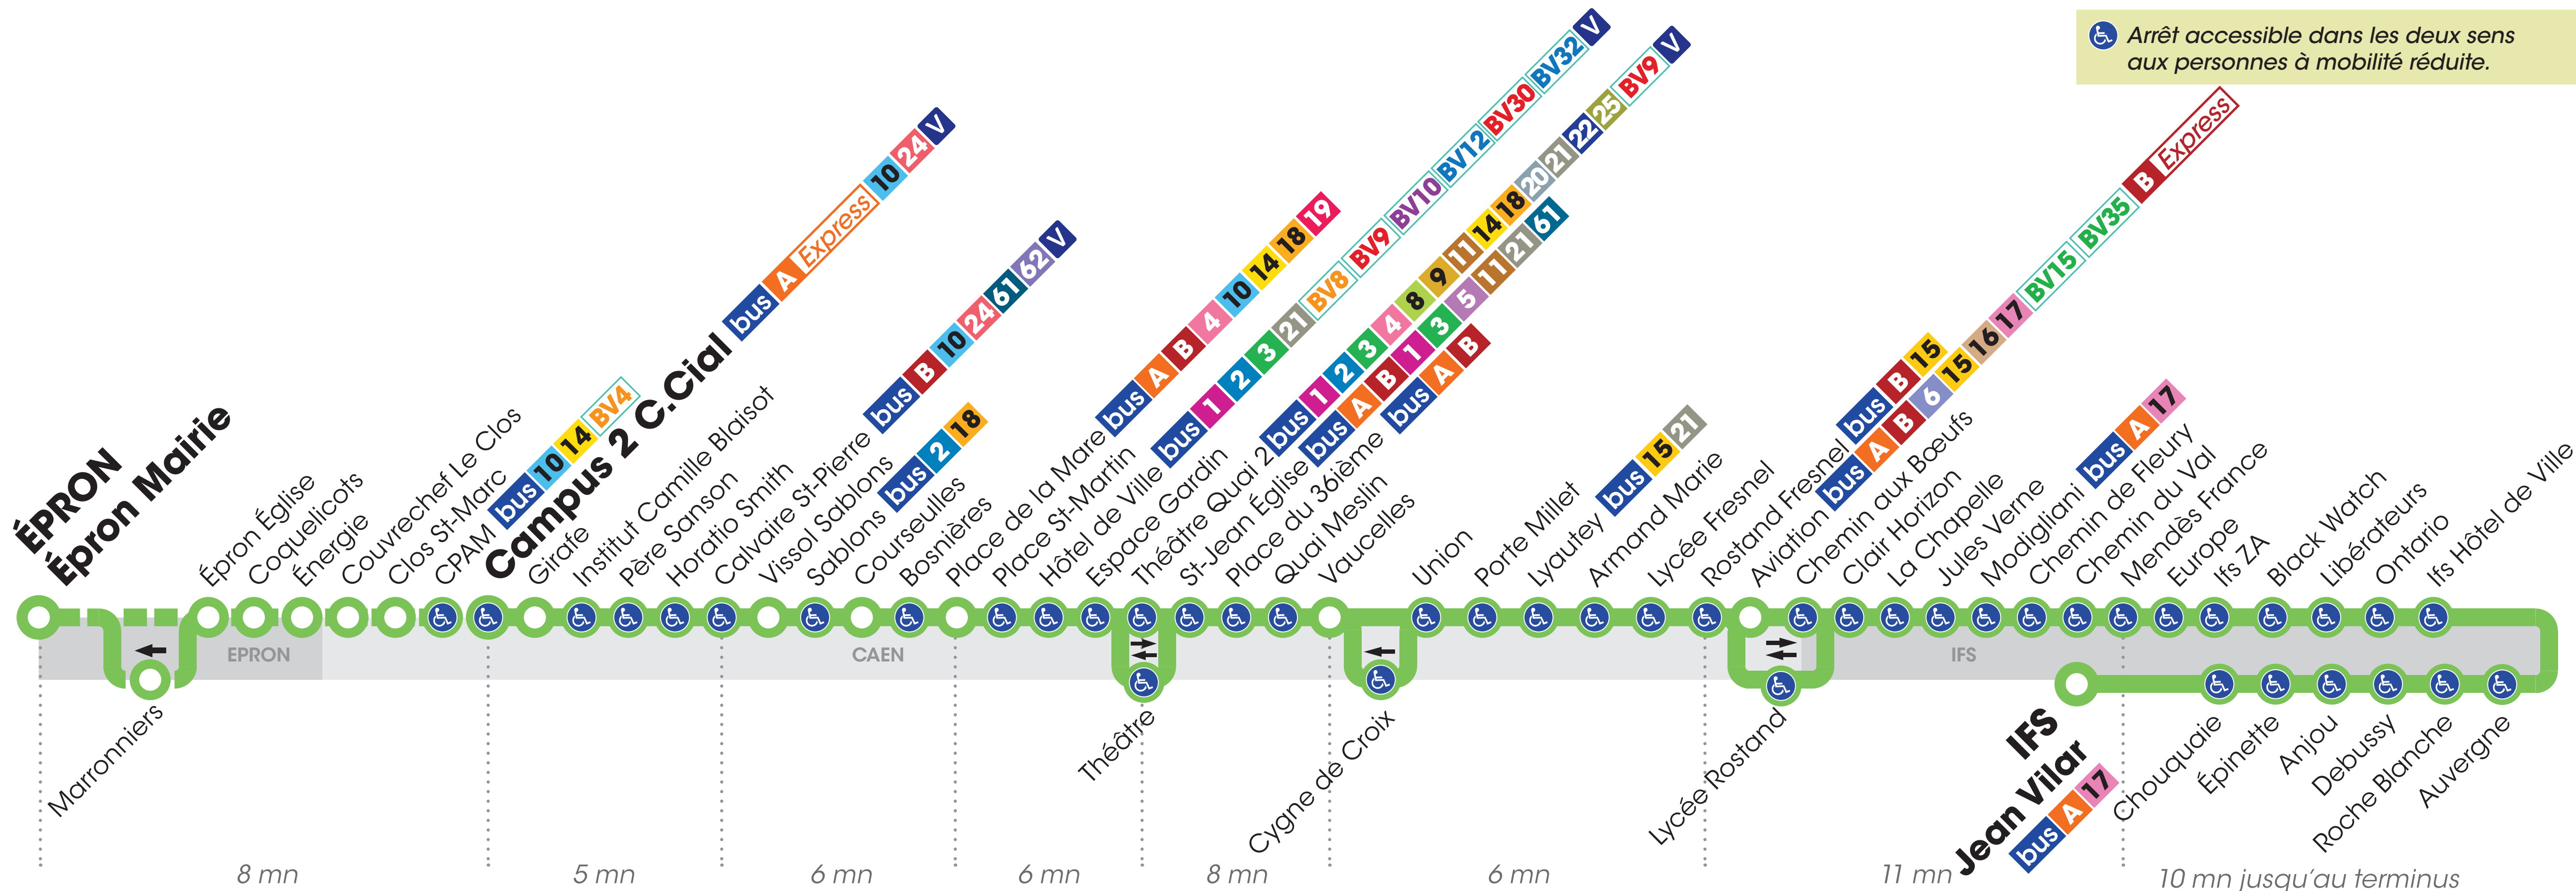 Arrêt accessible dans les deux sens
aux personnes à mobilité réduite.
ÉPRON
Épron Mairie
Épron Église
Coquelicots
Énergie
Couvrechef Le Clos
Clos St-Marc
CPAM bus 10 14 BV4
Campus 2 C.Cial bus A Express 10 24 V
Girafe
Institut Camille Blaisot
Père Sanson
Horatio Smith
Calvaire St-Pierre bus B 10 24 61 62 V
Vissol Sablons
Sablons bus 2 18
Courseulles
Bosnières
Place de la Mare bus A B 4 10 14 18 19
Place St-Martin
Hôtel de Ville bus 1 2 3 21 BV8 BV9 BV10 BV12 BV30 BV32 V
Espace Gardin
Théâtre Quai 2 bus 1 2 3 4 8 9 11 14 18 20 21 22 25 BV9 V
St-Jean Église bus A B 1 3 5 11 21 61
Place du 36ième bus A B
Quai Meslin
Vaucelles
Union
Porte Millet
Lyautey bus 15 21
Armand Marie
Lycée Fresnel
Rostand Fresnel bus B 15
Aviation bus A B 6 15 16 17 BV15 BV35 B Express
Chemin aux Bœufs
Clair Horizon
La Chapelle
Jules Verne
Modigliani bus A 17
Chemin de Fleury
Chemin du Val
Mendès France
Europe
Ifs ZA
Black Watch
Libérateurs
Ontario
Ifs Hôtel de Ville
EPRON
CAEN
IFS
Marronniers
Théâtre
Cygne de Croix
Lycée Rostand
IFS
Jean Vilar
bus A 17
Chouquaie
Épinette
Anjou
Debussy
Roche Blanche
Auvergne
8 mn
5 mn
6 mn
6 mn
8 mn
6 mn
11 mn
10 mn jusqu'au terminus